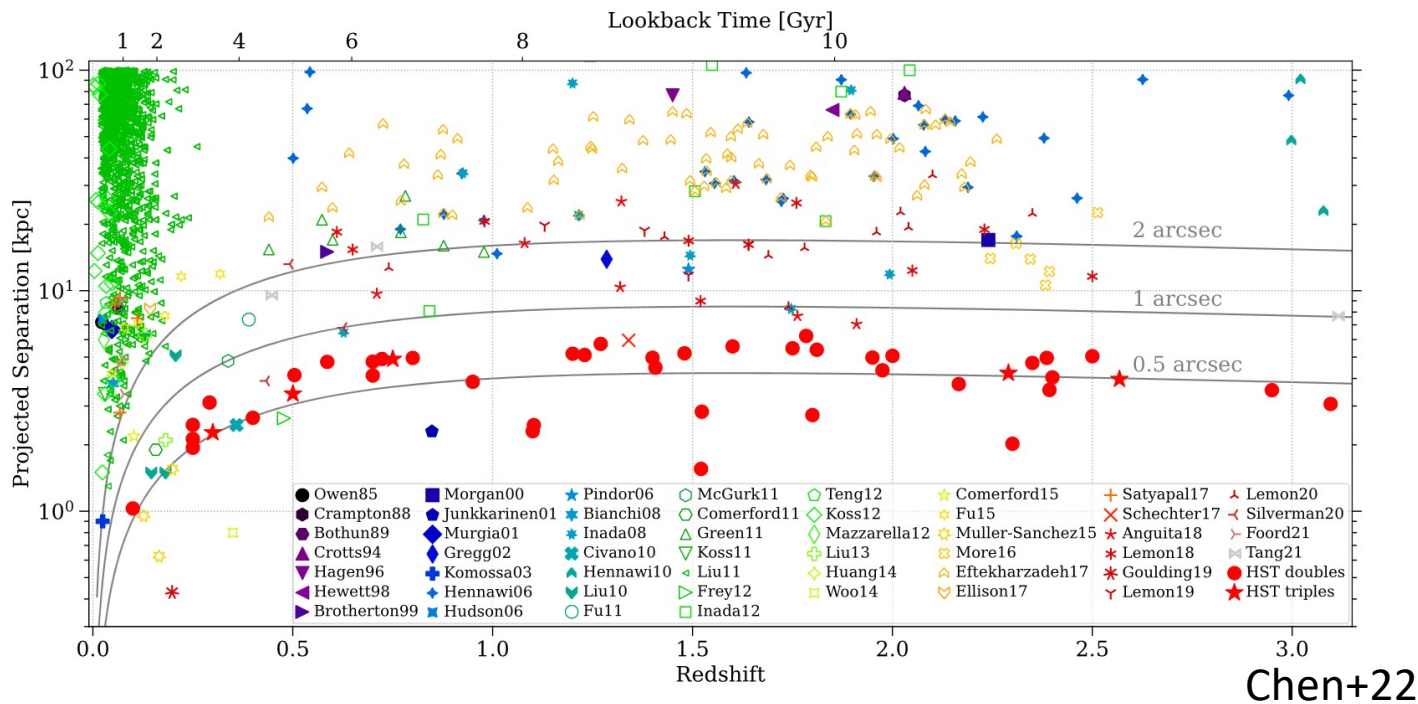 Lookback Time [Gyr]
1 2 4 6 8 10
Projected Separation [kpc]
10²
10¹
10⁰
2 arcsec
1 arcsec
0.5 arcsec
Owen85 Morgan00 Pindor06 McGurk11 Teng12 Comerford15 Satyapal17 Lemon20
Crampton88 Junkkarinen01 Bianchi08 Comerford11 Koss12 Fu15 Schechter17 Silverman20
Bothun89 Murgia01 Inada08 Green11 Mazzarella12 Muller-Sanchez15 Anguita18 Foord21
Crotts94 Gregg02 Civano10 Koss11 Liu13 More16 Lemon18 Tang21
Hagen96 Komossa03 Hennawi10 Liu11 Huang14 Eftekharzadeh17 Goulding19 HST doubles
Hewett98 Hennawi06 Liu10 Frey12 Woo14 Ellison17 Lemon19 HST triples
Brotherton99 Hudson06 Fu11 Inada12
0.0 0.5 1.0 1.5 2.0 2.5 3.0
Redshift
Chen+22